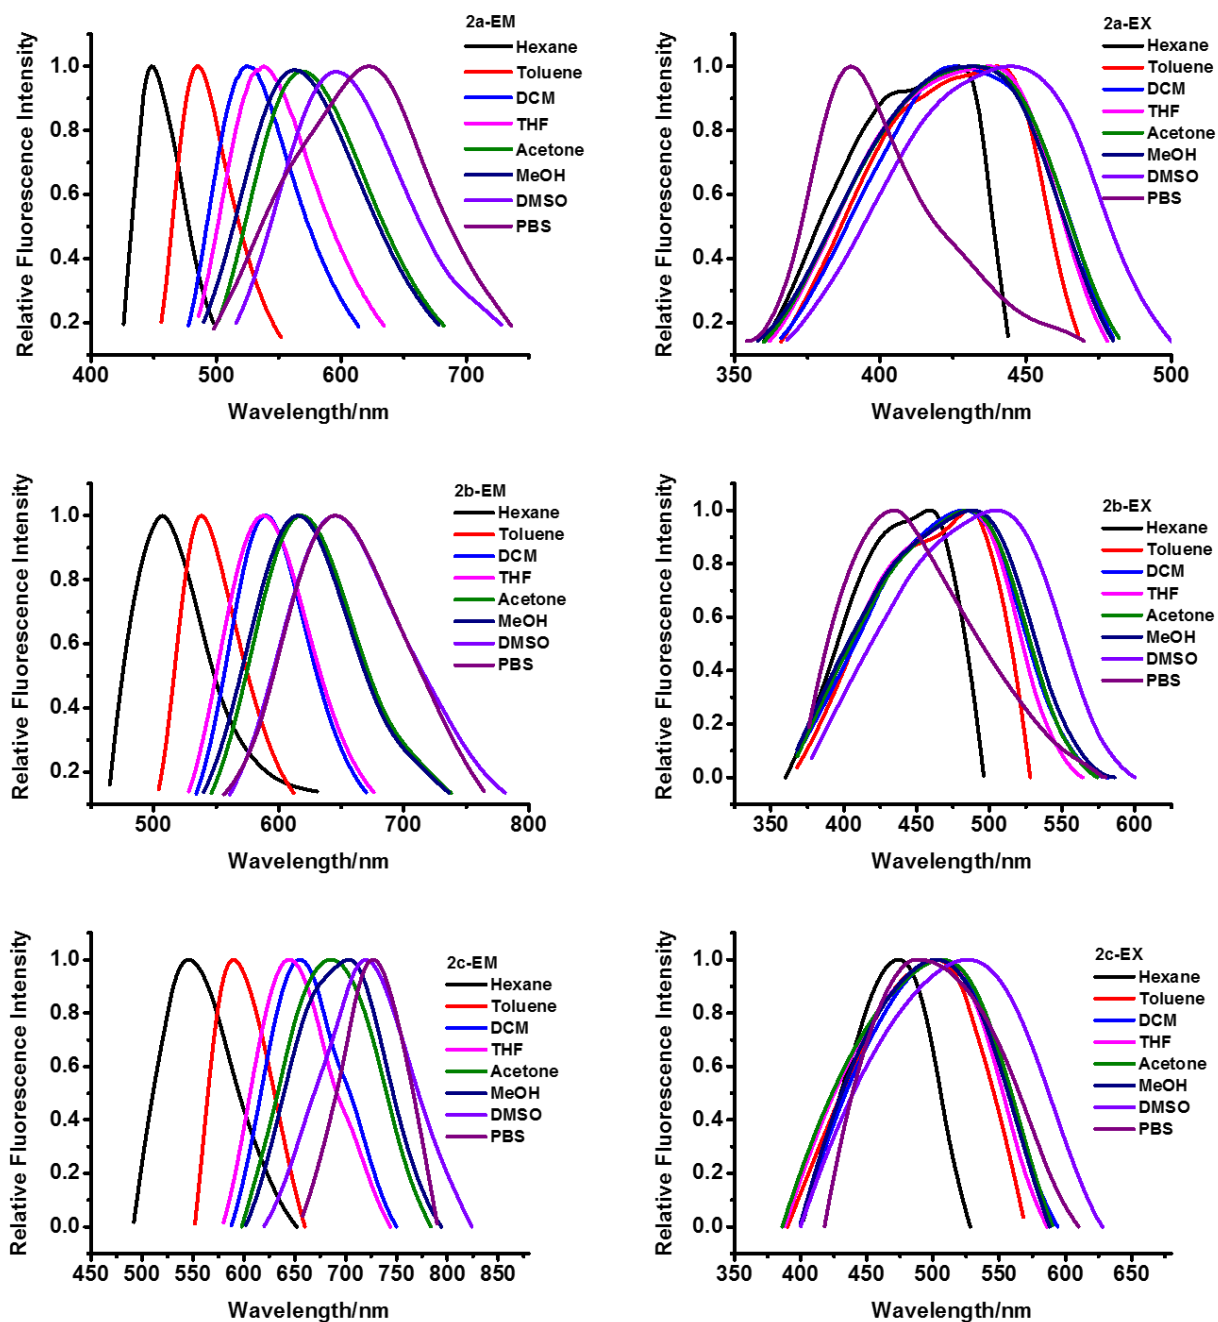 2a-EM
Hexane
Toluene
DCM
THF
Acetone
MeOH
DMSO
PBS
Relative Fluorescence Intensity
1.0
0.8
0.6
0.4
0.2
400 500 600 700
Wavelength/nm
2a-EX
Hexane
Toluene
DCM
THF
Acetone
MeOH
DMSO
PBS
Relative Fluorescence Intensity
1.0
0.8
0.6
0.4
0.2
350 400 450 500
Wavelength/nm
2b-EM
Hexane
Toluene
DCM
THF
Acetone
MeOH
DMSO
PBS
Relative Fluorescence Intensity
1.0
0.8
0.6
0.4
0.2
500 600 700 800
Wavelength/nm
2b-EX
Hexane
Toluene
DCM
THF
Acetone
MeOH
DMSO
PBS
Relative Fluorescence Intensity
1.0
0.8
0.6
0.4
0.2
0.0
350 400 450 500 550 600
Wavelength/nm
2c-EM
Hexane
Toluene
DCM
THF
Acetone
MeOH
DMSO
PBS
Relative Fluorescence Intensity
1.0
0.8
0.6
0.4
0.2
0.0
450 500 550 600 650 700 750 800 850
Wavelength/nm
2c-EX
Hexane
Toluene
DCM
THF
Acetone
MeOH
DMSO
PBS
Relative Fluorescence Intensity
1.0
0.8
0.6
0.4
0.2
0.0
350 400 450 500 550 600 650
Wavelength/nm